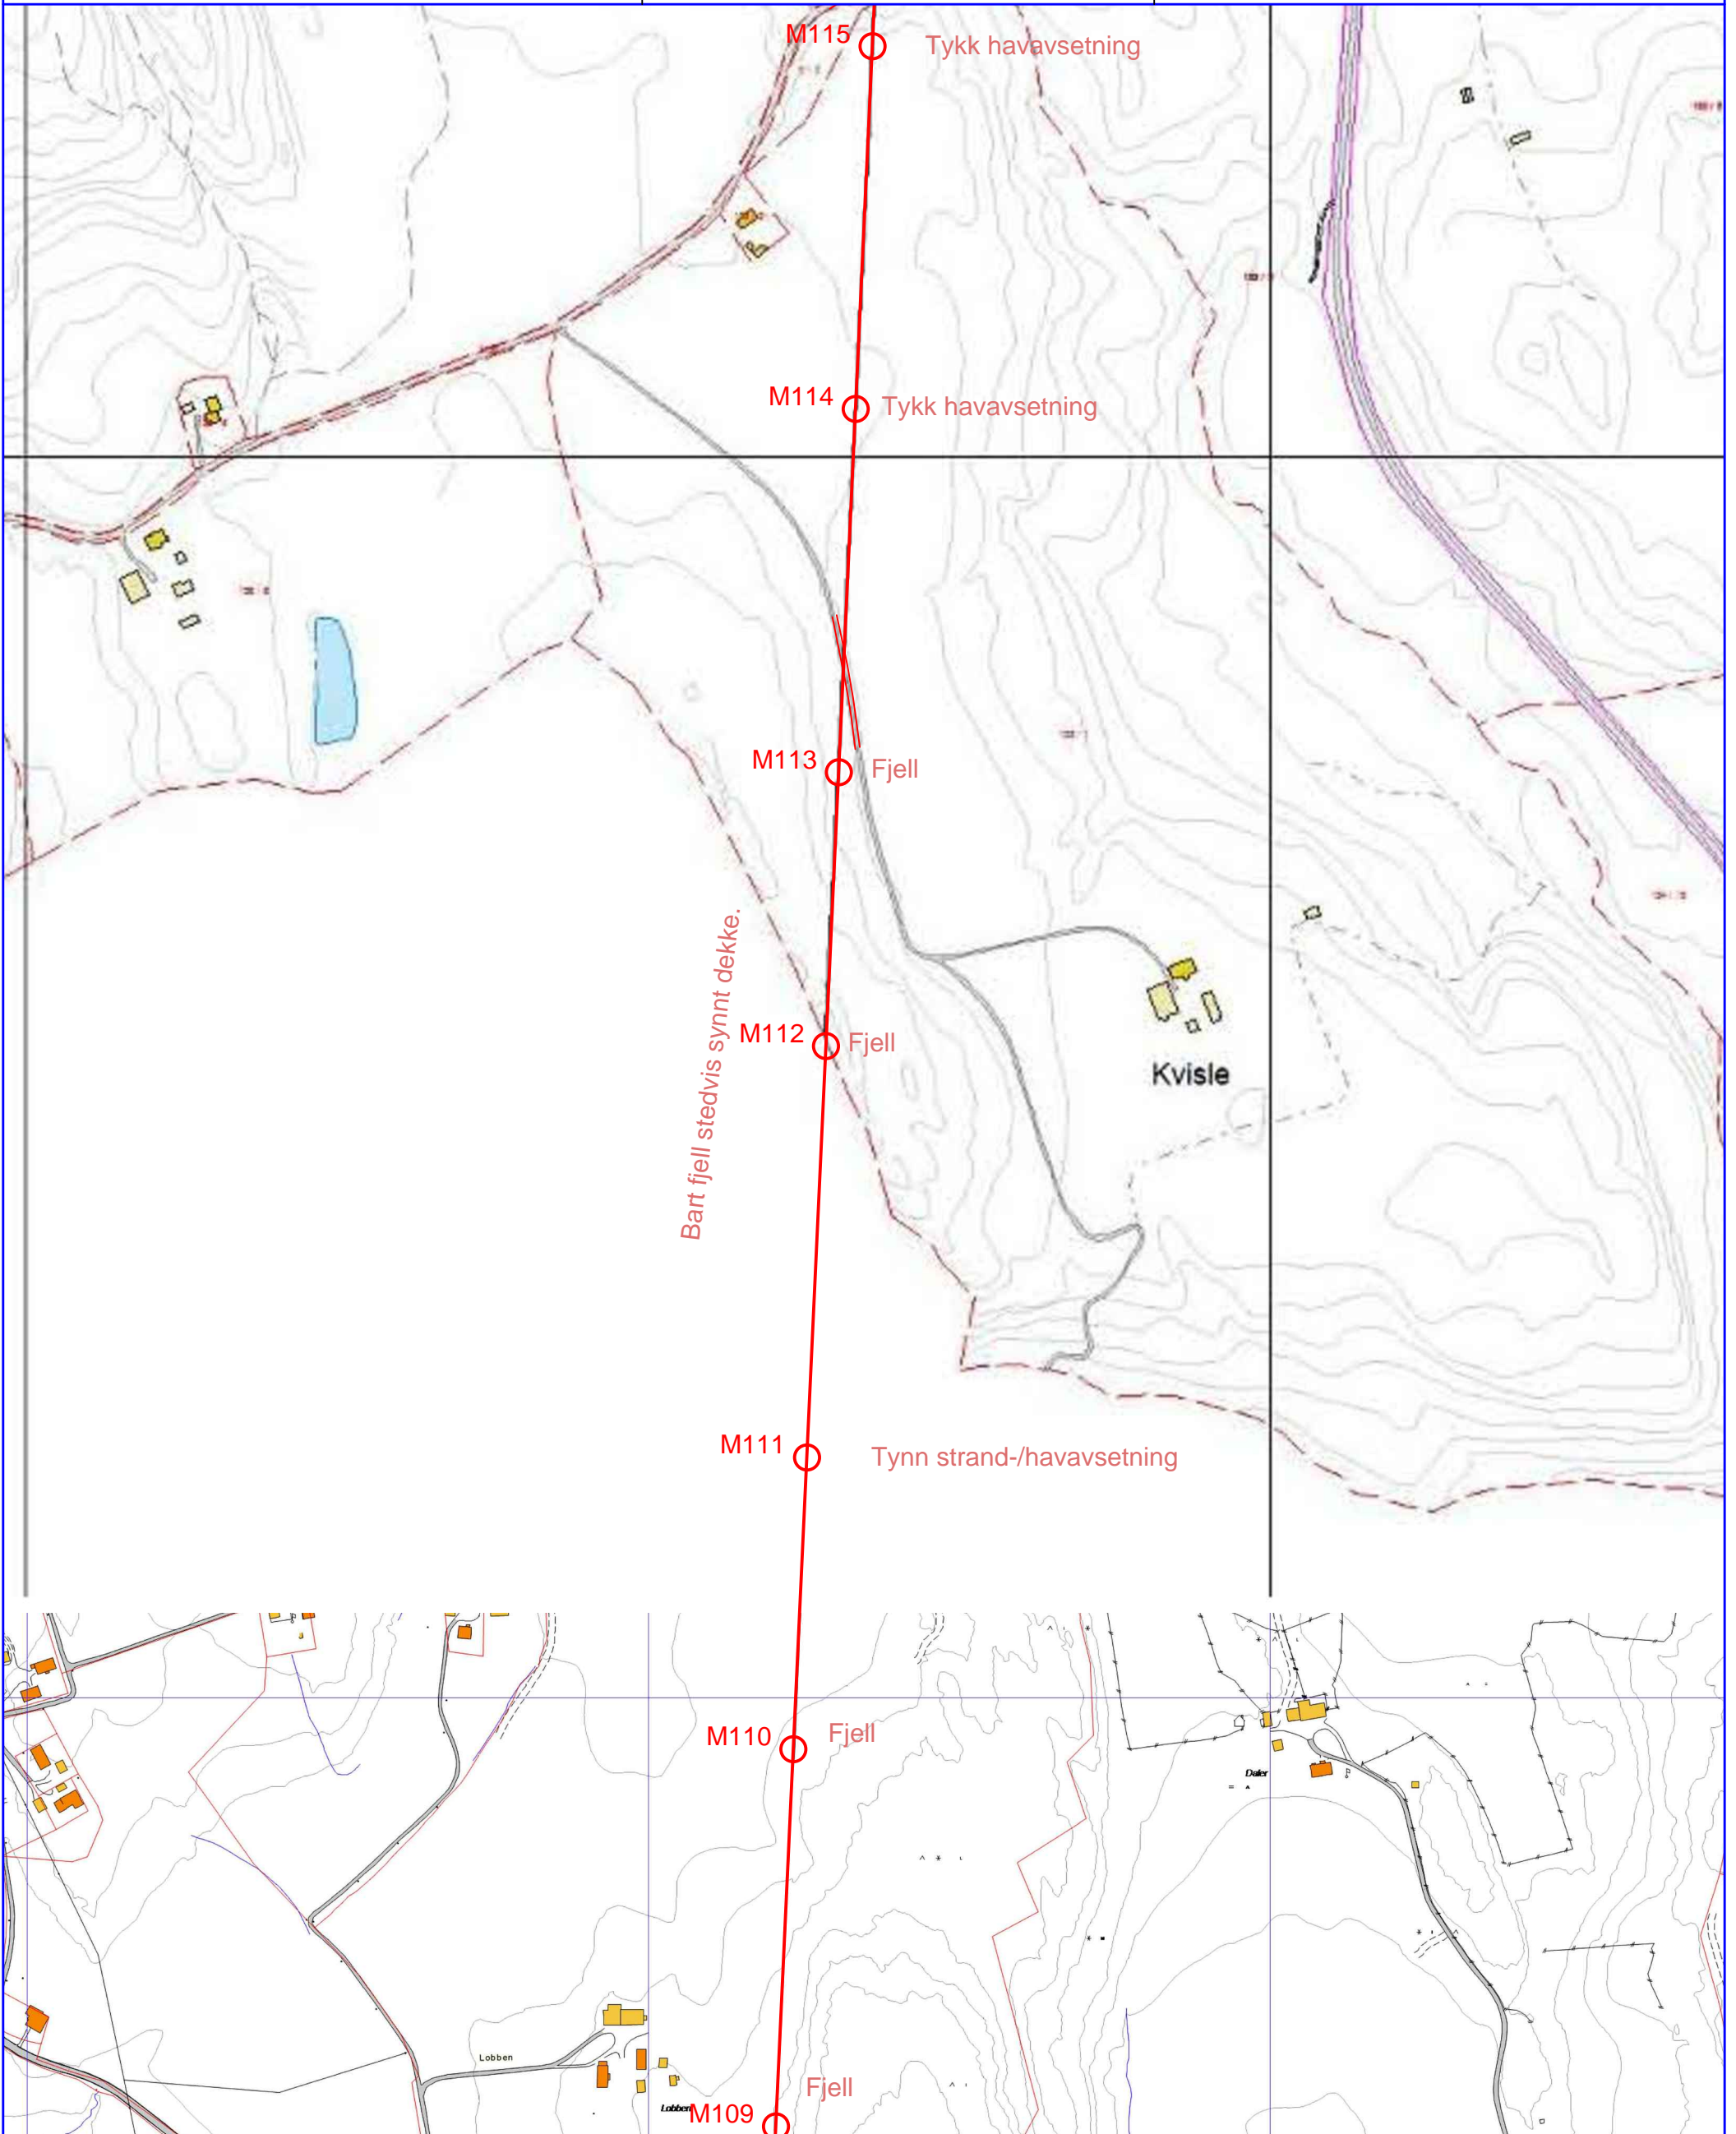 M115 Tykk havavsetning
M114 Tykk havavsetning
M113 Fjell
Bart fjell stedvis synnt dekke.
M112 Fjell
Kvisle
M111 Tynn strand-/havavsetning
M110 Fjell
Daler
Lobben
Fjell
Lobben
M109